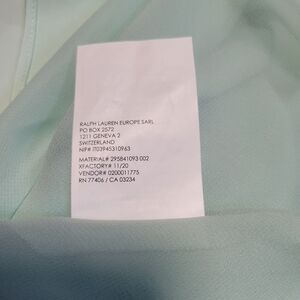 RALPH LAUREN EUROPE SARL
PO BOX 2572
1211 GENEVA 2
SWITZERLAND
NIP# IT03945310963
MATERIAL# 295841093 002
XFACTORY# 11/20
VENDOR# 0200011775
RN 77406 / CA 03234